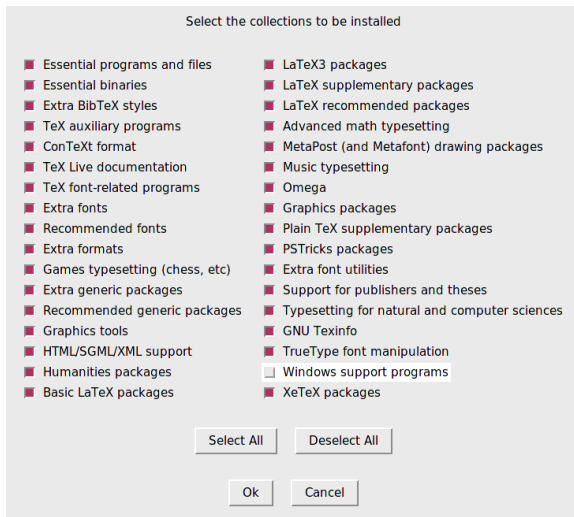 Select the collections to be installed
Essential programs and files
Essential binaries
Extra BibTeX styles
TeX auxiliary programs
ConTeXt format
TeX Live documentation
TeX font-related programs
Extra fonts
Recommended fonts
Extra formats
Games typesetting (chess, etc)
Extra generic packages
Recommended generic packages
Graphics tools
HTML/SGML/XML support
Humanities packages
Basic LaTeX packages
LaTeX3 packages
LaTeX supplementary packages
LaTeX recommended packages
Advanced math typesetting
MetaPost (and Metafont) drawing packages
Music typesetting
Omega
Graphics packages
Plain TeX supplementary packages
PSTricks packages
Extra font utilities
Support for publishers and theses
Typesetting for natural and computer sciences
GNU Texinfo
TrueType font manipulation
Windows support programs
XeTeX packages
Select All
Deselect All
Ok
Cancel